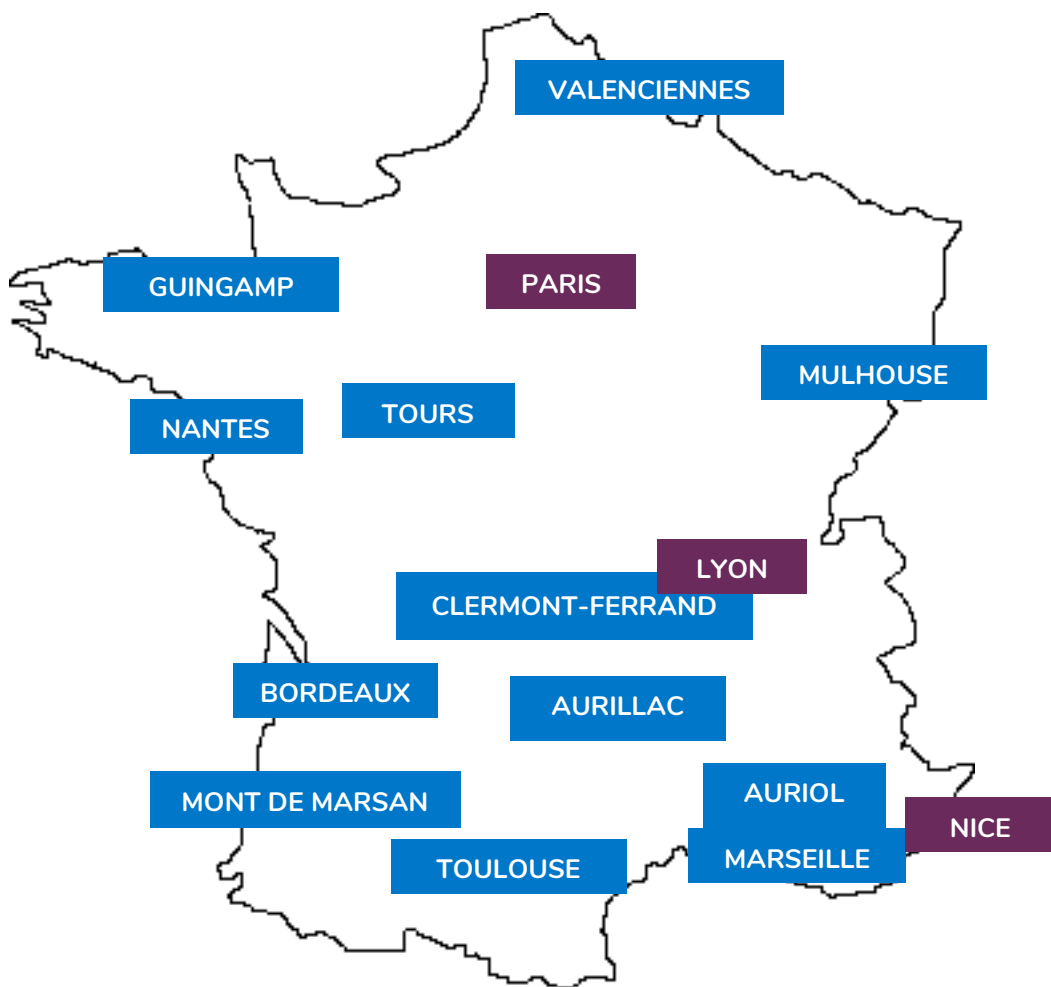 VALENCIENNES
GUINGAMP
PARIS
MULHOUSE
NANTES
TOURS
LYON
CLERMONT-FERRAND
BORDEAUX
AURILLAC
MONT DE MARSAN
AURIOL
NICE
TOULOUSE
MARSEILLE